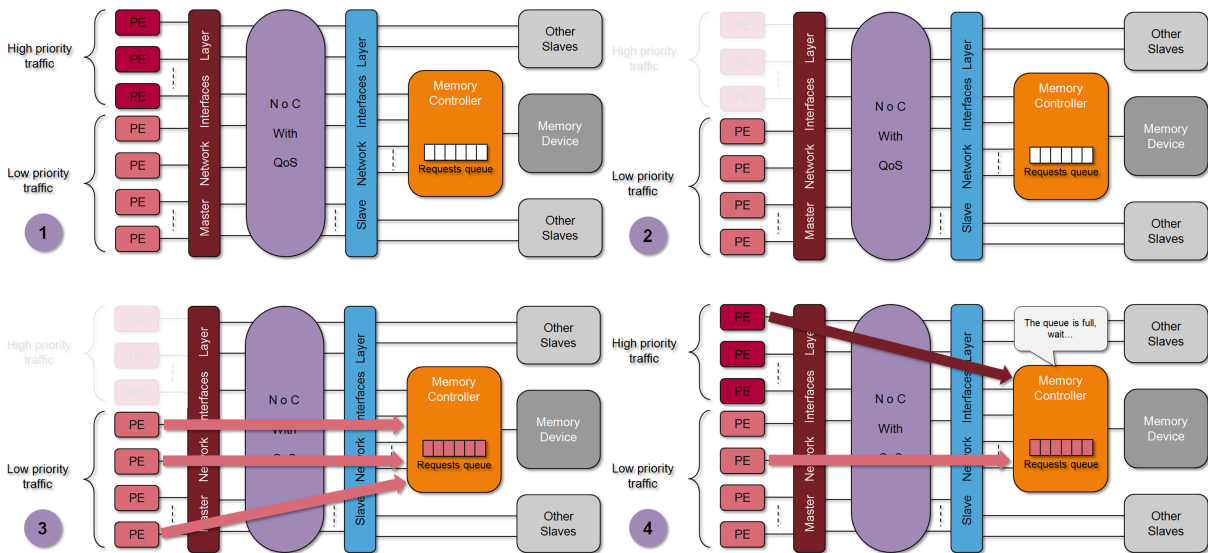 PE
PE
PE
PE
PE
PE
PE
High priority
traffic
Low priority
traffic
1
Master Network Interfaces Layer
N o C
With
QoS
Slave Network Interfaces Layer
Memory
Controller
Requests queue
Other
Slaves
Memory
Device
Other
Slaves
PE
PE
PE
PE
PE
PE
PE
High priority
traffic
Low priority
traffic
2
Master Network Interfaces Layer
N o C
With
QoS
Slave Network Interfaces Layer
Memory
Controller
Requests queue
Other
Slaves
Memory
Device
Other
Slaves
PE
PE
PE
PE
PE
PE
PE
High priority
traffic
Low priority
traffic
3
Master Network Interfaces Layer
N o C
With
Slave Network Interfaces Layer
Memory
Controller
Requests queue
Other
Slaves
Memory
Device
Other
Slaves
PE
PE
PE
PE
PE
PE
PE
High priority
traffic
Low priority
traffic
4
Master Network Interfaces Layer
N o C
With
Slave Network Interfaces Layer
The queue is full,
wait...
Memory
Controller
Requests queue
Other
Slaves
Memory
Device
Other
Slaves